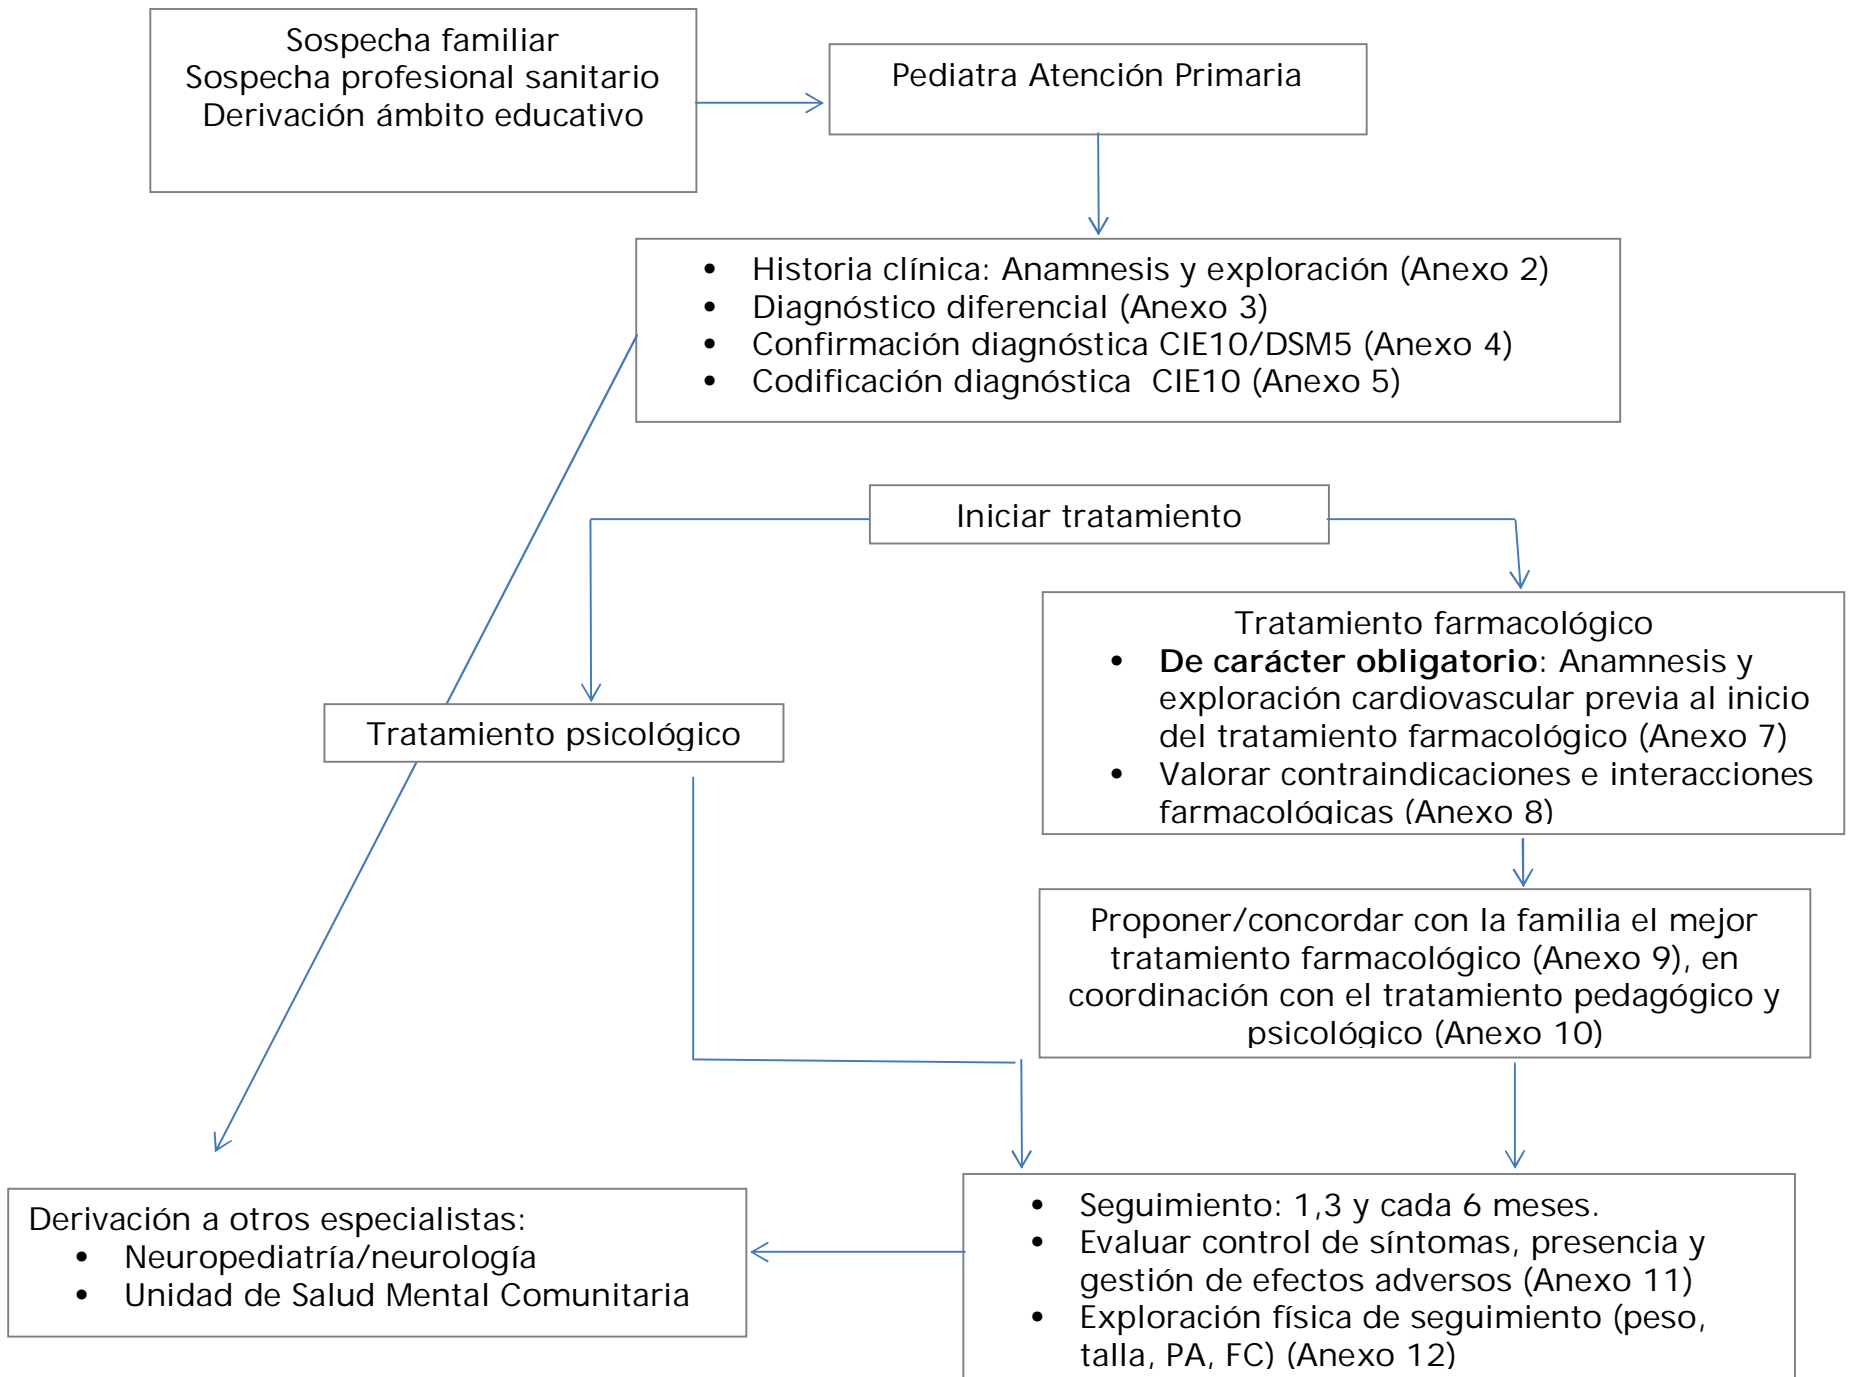 Sospecha familiar
Sospecha profesional sanitario
Derivación ámbito educativo
Pediatra Atención Primaria
• Historia clínica: Anamnesis y exploración (Anexo 2)
• Diagnóstico diferencial (Anexo 3)
• Confirmación diagnóstica CIE10/DSM5 (Anexo 4)
• Codificación diagnóstica CIE10 (Anexo 5)
Iniciar tratamiento
Tratamiento psicológico
Tratamiento farmacológico
• De carácter obligatorio: Anamnesis y
exploración cardiovascular previa al inicio
del tratamiento farmacológico (Anexo 7)
• Valorar contraindicaciones e interacciones
farmacológicas (Anexo 8)
Proponer/concordar con la familia el mejor
tratamiento farmacológico (Anexo 9), en
coordinación con el tratamiento pedagógico y
psicológico (Anexo 10)
Derivación a otros especialistas:
• Neuropediatría/neurología
• Unidad de Salud Mental Comunitaria
• Seguimiento: 1,3 y cada 6 meses.
• Evaluar control de síntomas, presencia y
gestión de efectos adversos (Anexo 11)
• Exploración física de seguimiento (peso,
talla, PA, FC) (Anexo 12)